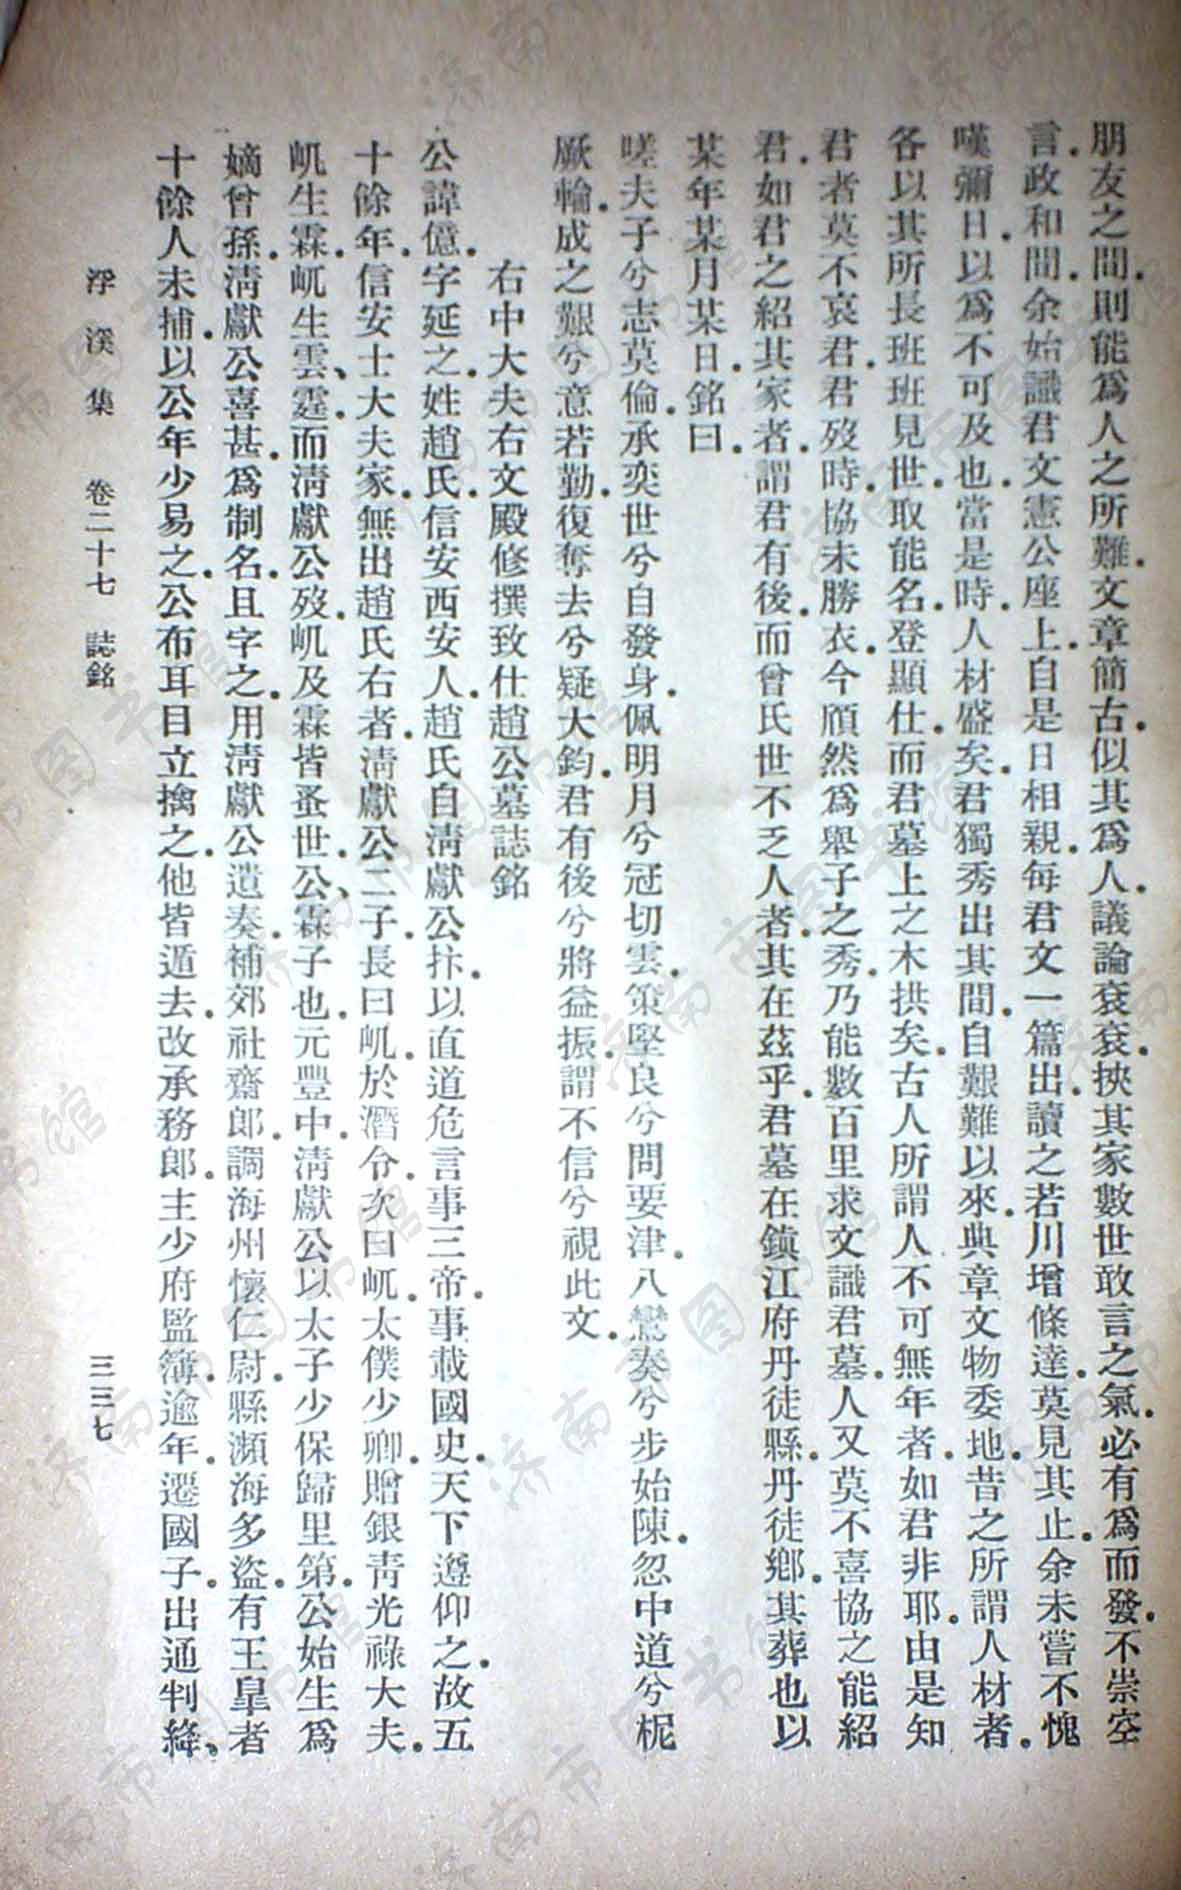 朋友之間。則能爲人之所難。文章簡古。似其爲人。議論袞袞。挾其家數世敢言之氣。必有爲而發。不崇空
言。政和間。余始識君文憲公座上。自是日相親。每君文一篇出。讀之若川增條達。莫見其止。余未嘗不愧
嘆彌日。以爲不可及也。當是時。人材盛矣。君獨秀出其間。自艱難以來。典章文物委地。昔之所謂人材者。
各以其所長班班見世。取能名。登顯仕。而君墓上之木拱矣。古人所謂人不可無年者。如君非耶。由是知
君者莫不哀君。君歿時。協未勝衣。今頎然爲舉子之秀。乃能數百里求文識君墓。人又莫不喜協之能紹
君。如君之紹其家者。謂君有後。而曾氏世不乏人者。其在茲乎。君墓在鎮江府丹徒縣。丹徒鄉。其葬也以
某年某月某日。銘曰。
嗟夫子兮志莫倫。承奕世兮自發身。佩明月兮冠切雲。策堅良兮問要津。八鸞奏兮步始陳。忽中道兮柅
厥輪。成之艱兮意若勤。復奪去兮疑大鈞。君有後兮將益振。謂不信兮視此文。
右中大夫右文殿修撰致仕趙公墓誌銘
公諱億。字延之。姓趙氏。信安西安人。趙氏自清獻公抃。以直道危言事三帝。事載國史。天下遵仰之。故五
十餘年。信安士大夫家。無出趙氏右者。清獻公二子。長曰㞦。於潛令。次曰屼。太僕少卿。贈銀青光祿大夫。
㞦生霖。屼生雲、霆。而清獻公歿。㞦及霖皆蚤世。公、霖子也。元豐中。清獻公以太子少保歸里第。公始生。爲
嫡曾孫。清獻公喜甚。爲制名。且字之。用清獻公遺奏。補郊社齋郎。調海州懷仁尉。縣瀕海多盜。有王皐者
十餘人未捕。以公年少易之。公布耳目立擒之。他皆遁去。改承務郎。主少府監簿。逾年。遷國子。出通判絳、
浮溪集 卷二十七 誌銘 三三七
济南市图书馆